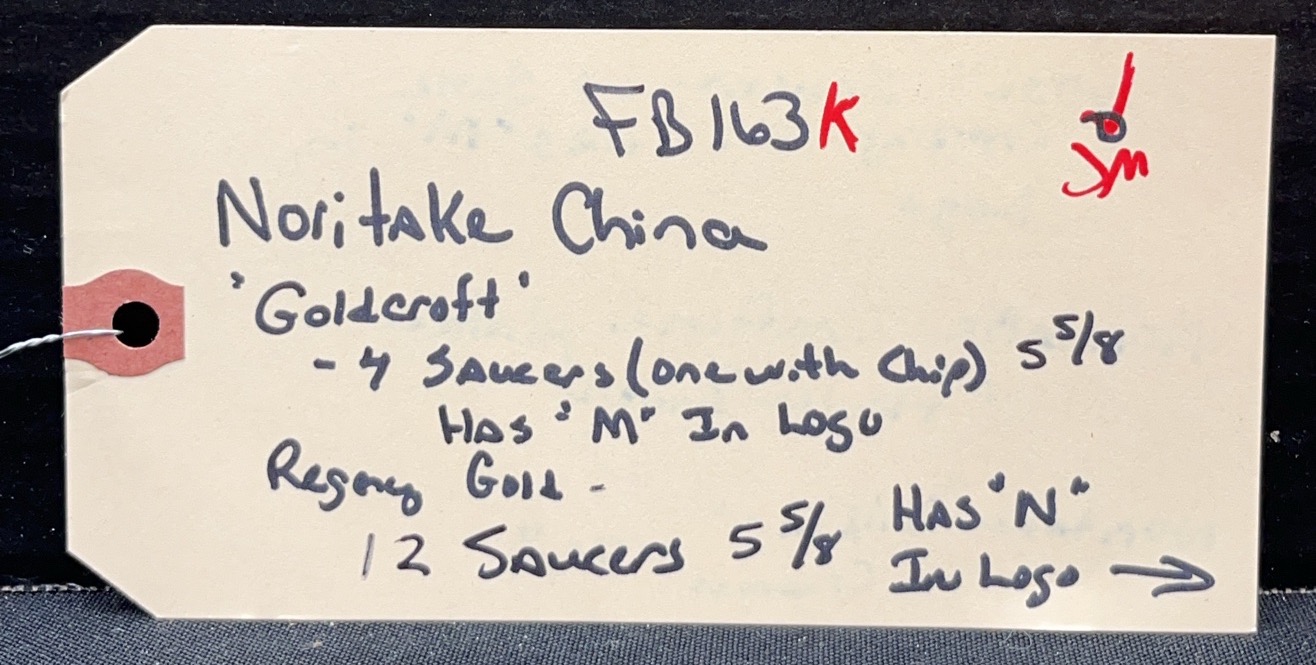 FB163K
JM
Noritake China
"Goldcroft"
- 4 Saucers (one with Chip) 5 5/8
Has "M" In Logo
Regency Gold -
12 Saucers 5 5/8 Has "N"
In Logo →